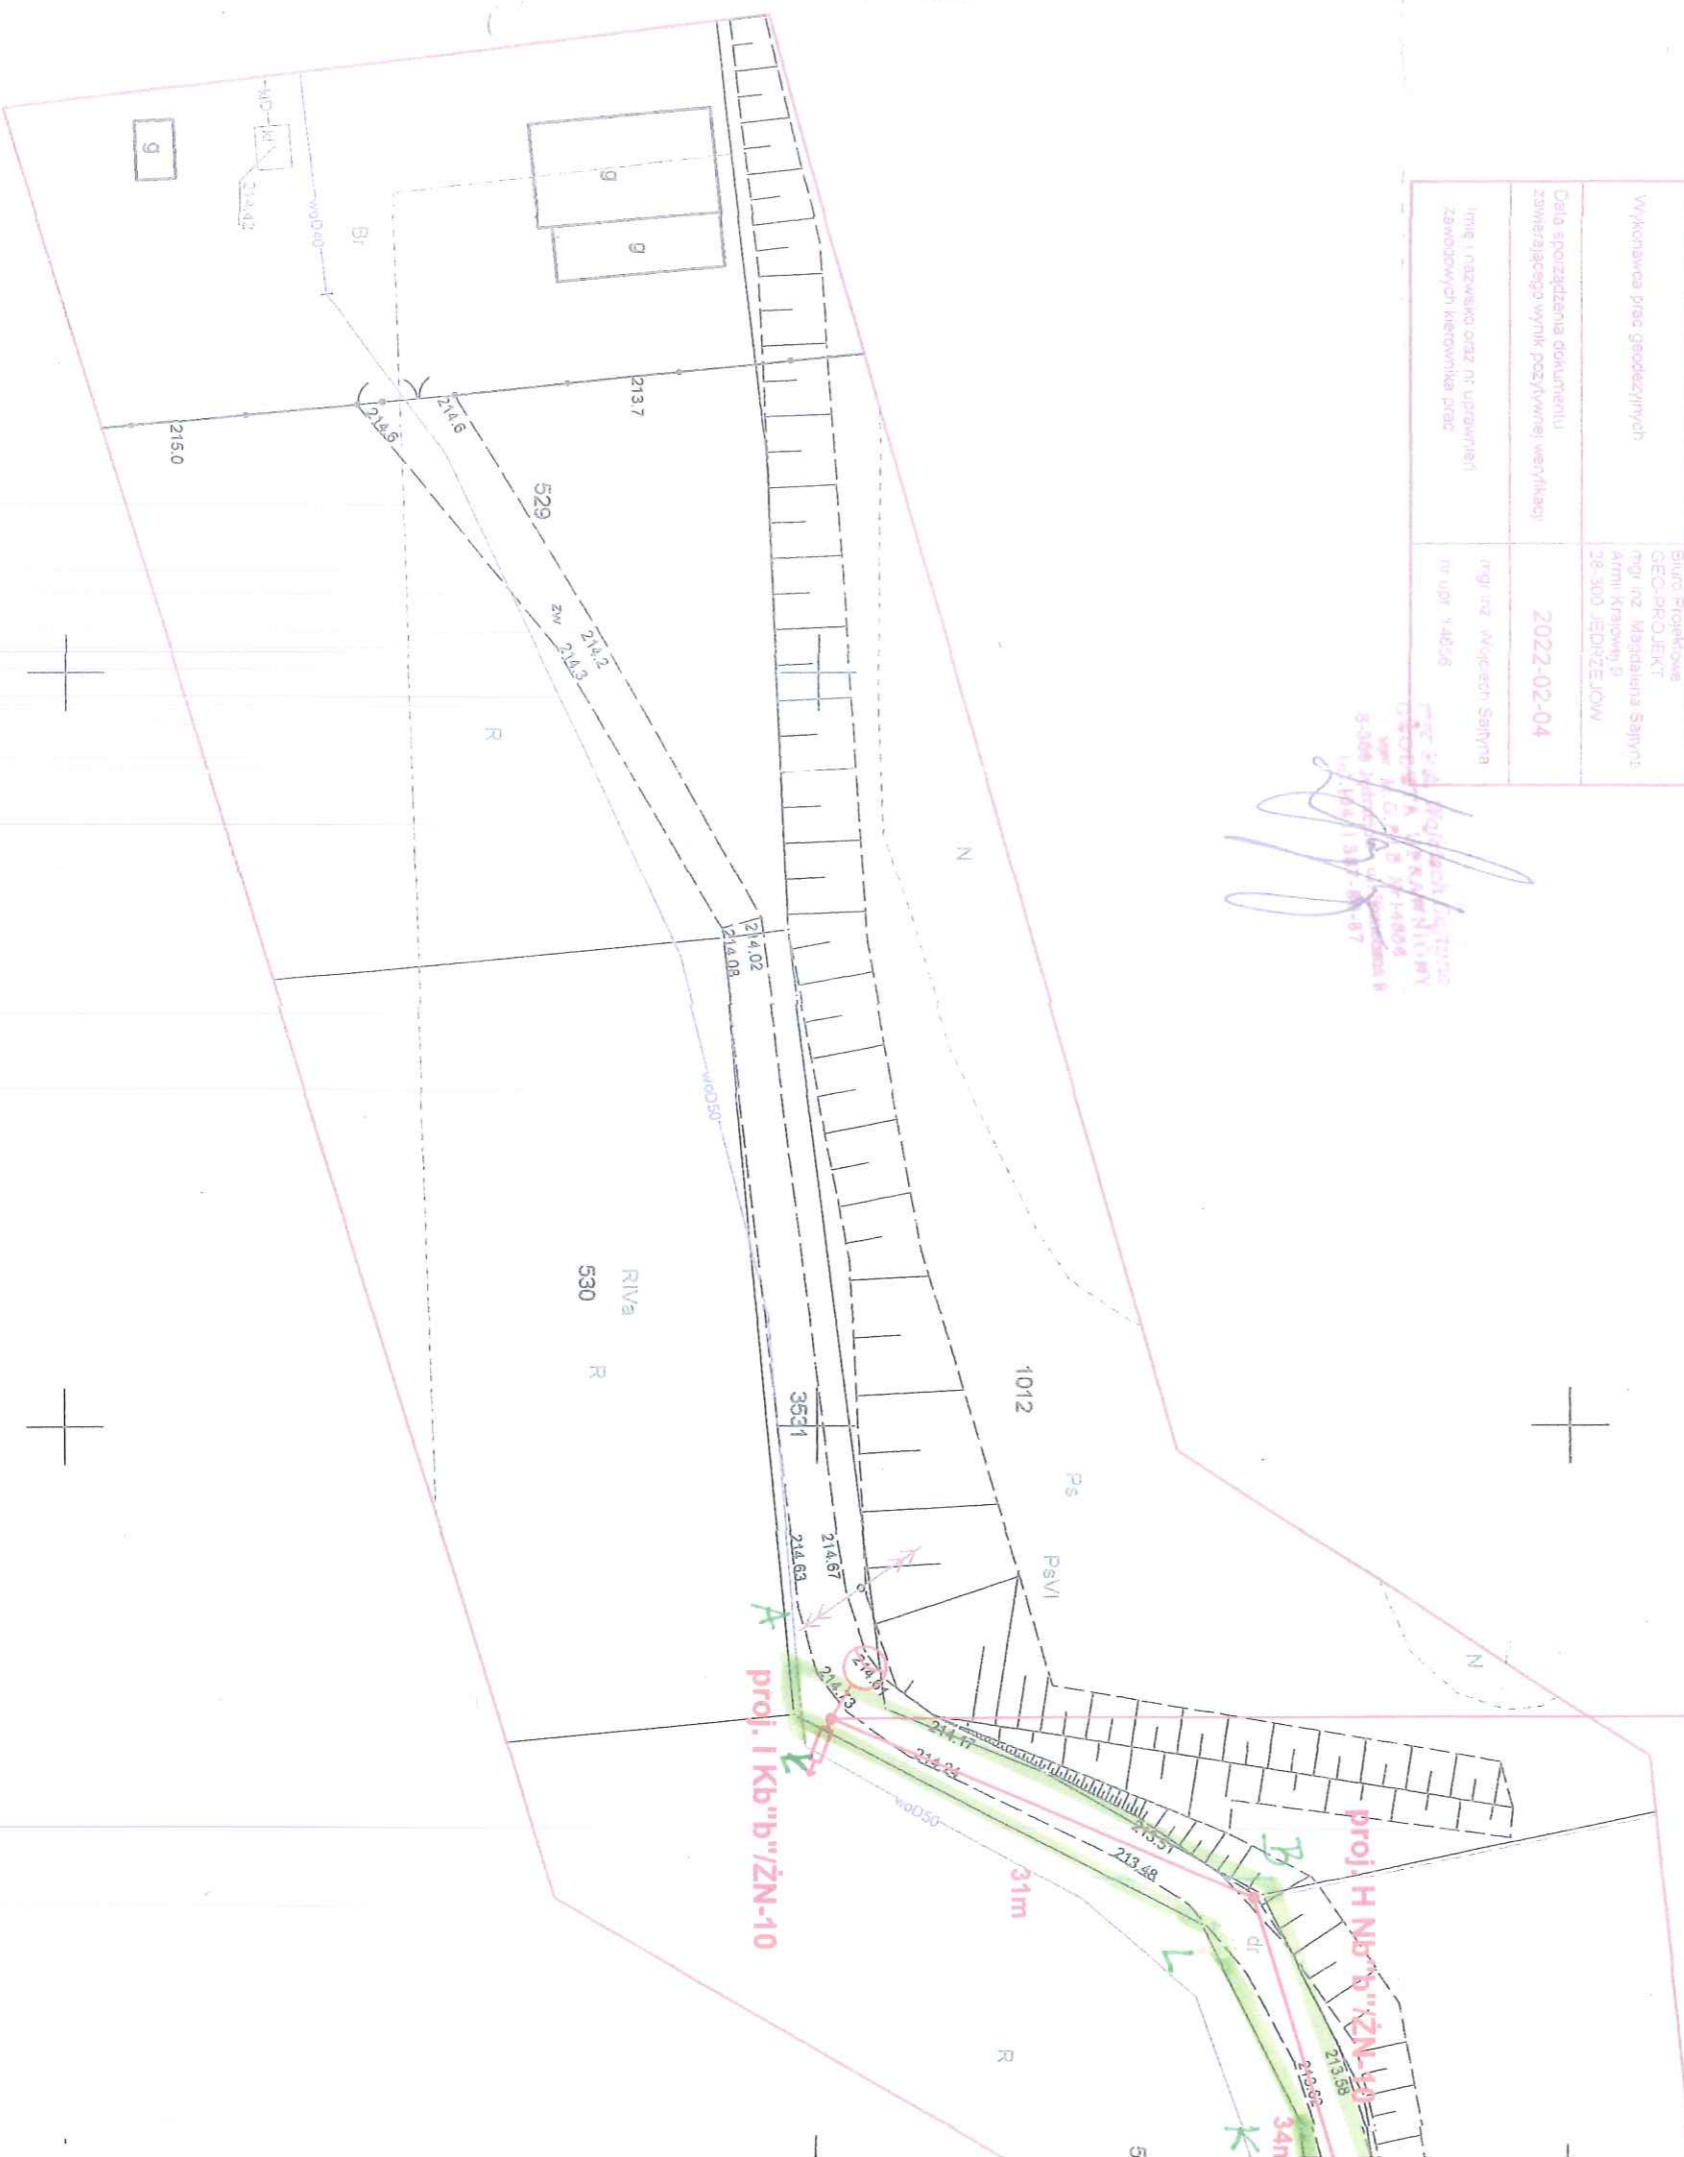 Wykonawca prac geodezyjnych
Biuro Projektowe
GEO-PROJEKT
mgr inż. Magdalena
Armii Krajowej 9
28-300 JĘDRZEJÓW
Data sporządzenia dokumentu
zawierającego wynik pozytywnej weryfikacji
2022-02-04
Imię i nazwisko oraz nr uprawnień
zawodowych kierownika prac
mgr inż. Wojciech
nr upr. 14606
g
g
g
Br
woD40
214.42
213.7
214.6
214.6
215.0
529
zw
214.2
214.3
R
N
214.02
214.08
woD50
RIVa
530
R
3531
1012
Ps
PsVI
N
214.67
214.63
A
214.61
214.73
proj. I Kb"b"/ŻN-10
214.17
214.24
woD50
213.51
213.48
31m
B
proj. H Nb"b"/ŻN-10
dr
L
213.58
R
K
34m
5